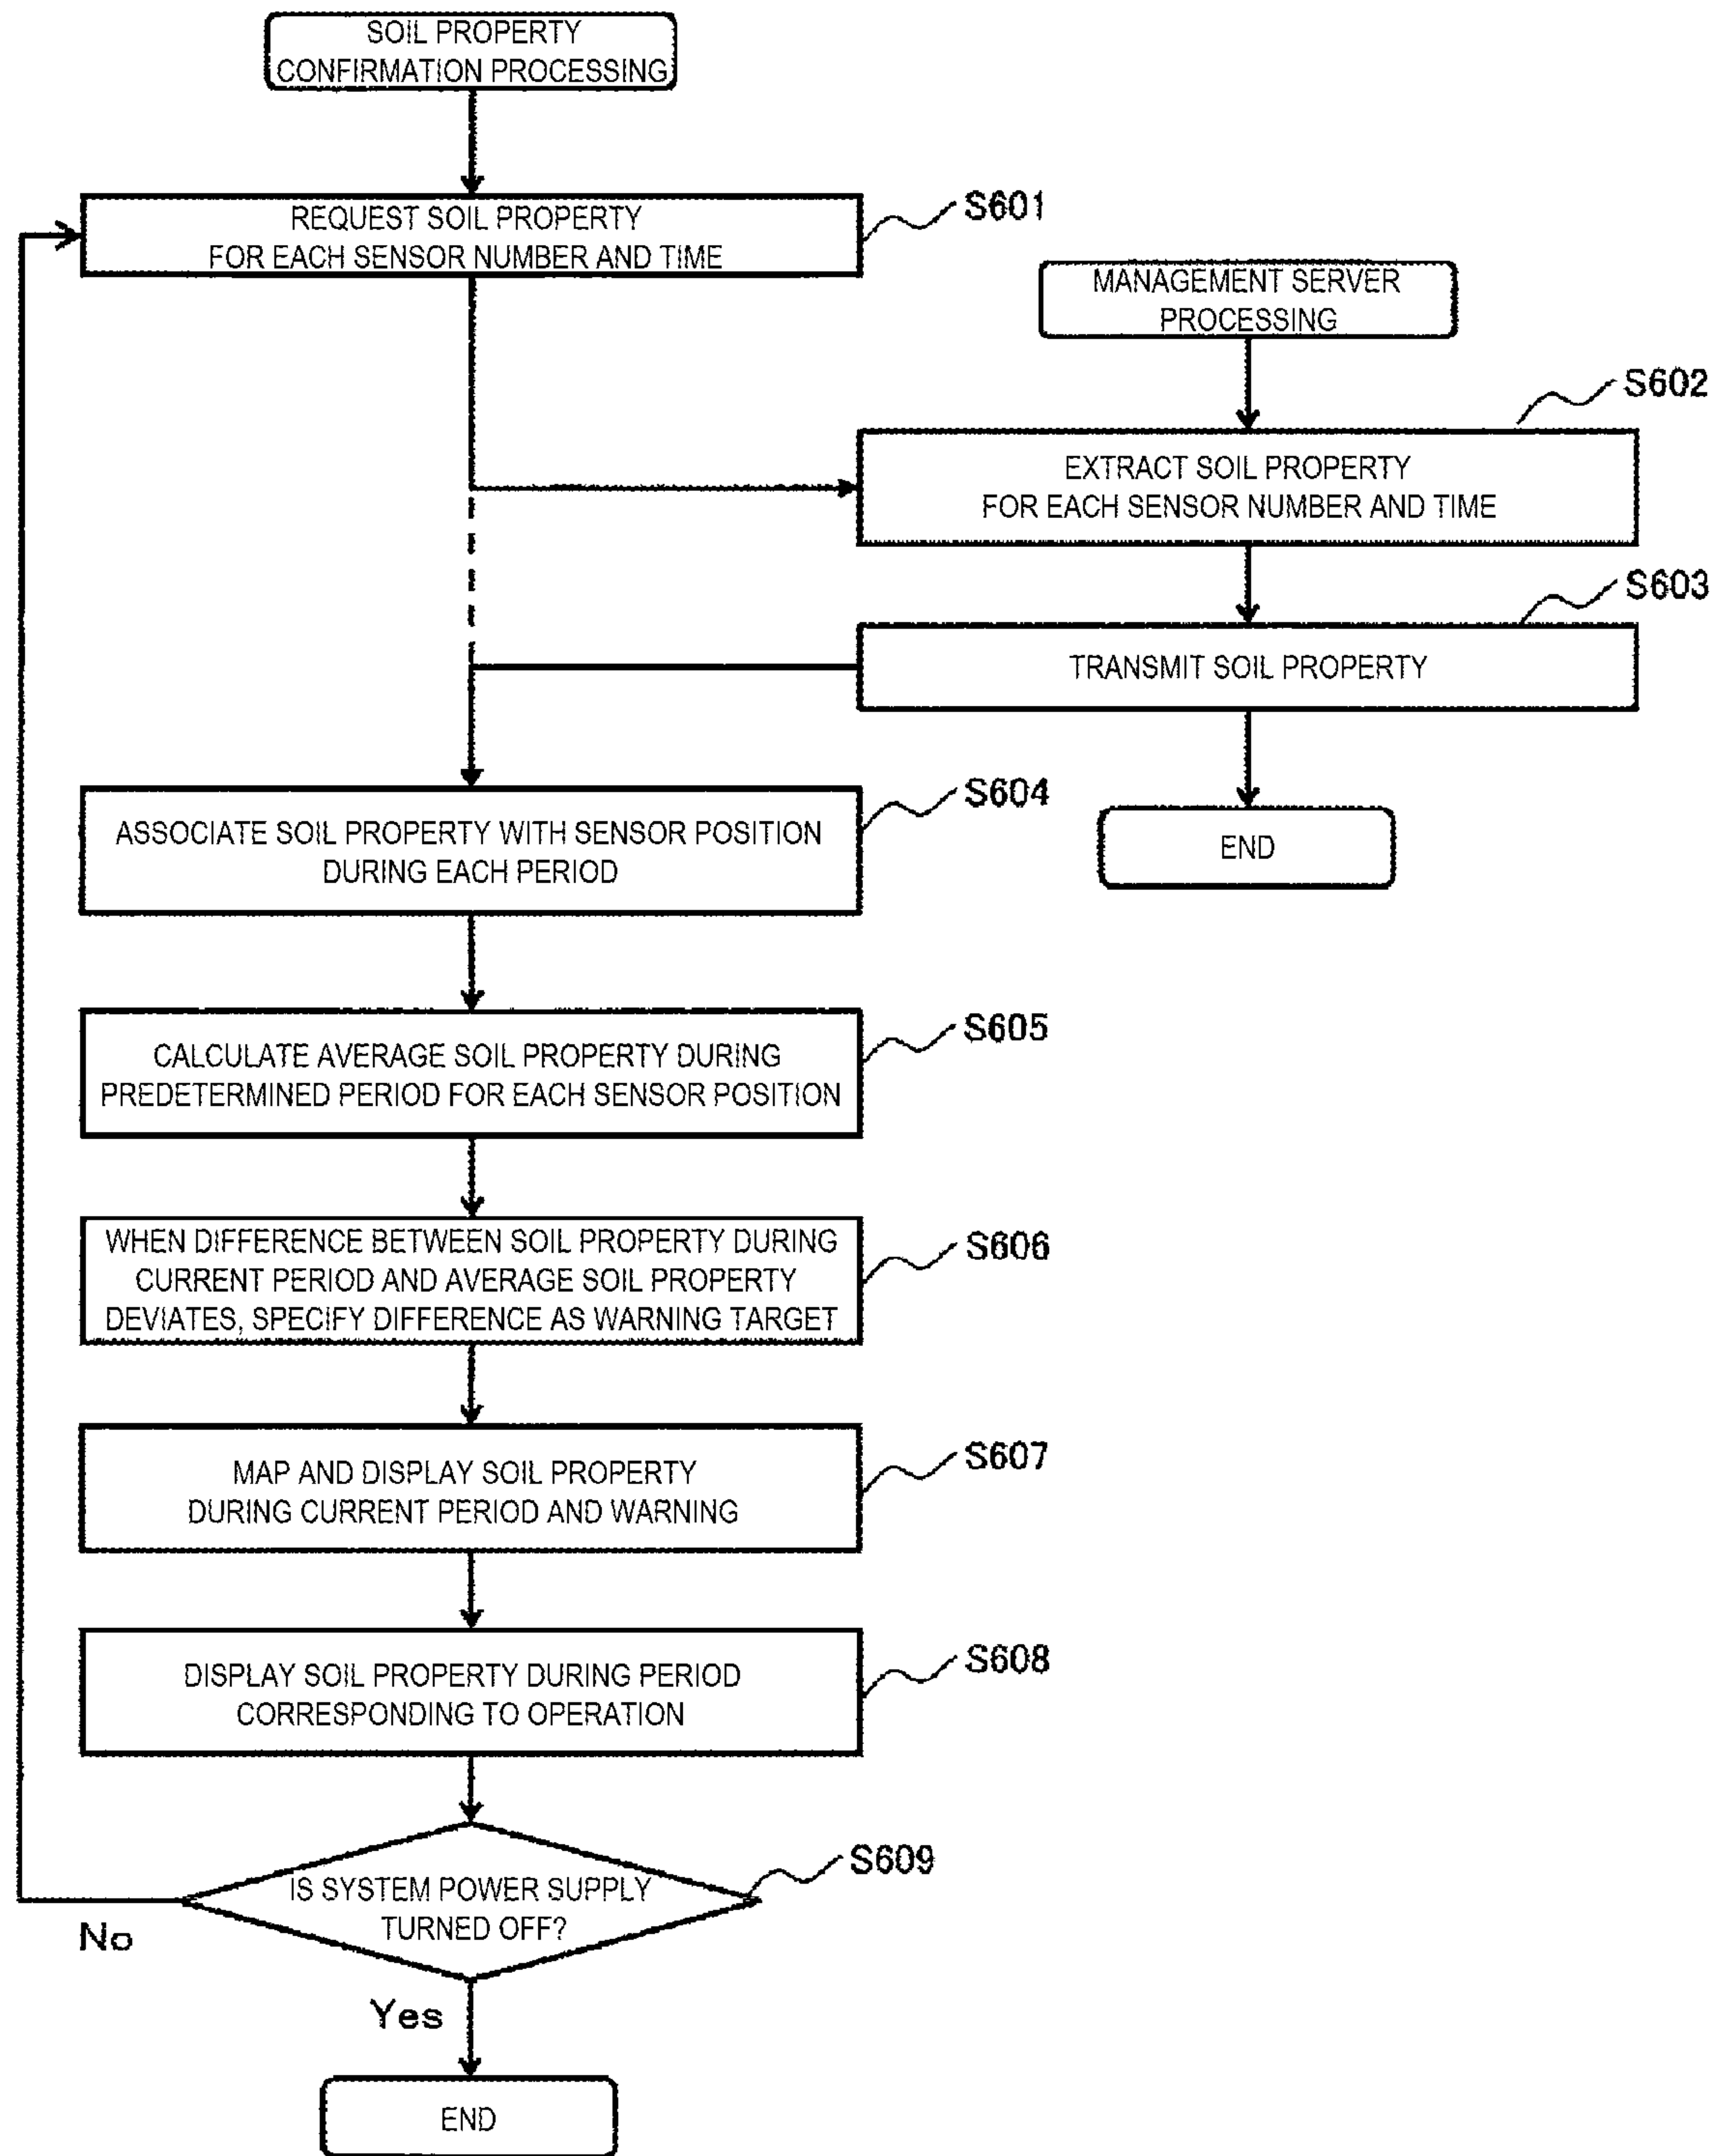 SOIL PROPERTY
CONFIRMATION PROCESSING
REQUEST SOIL PROPERTY
FOR EACH SENSOR NUMBER AND TIME
S601
MANAGEMENT SERVER
PROCESSING
S602
EXTRACT SOIL PROPERTY
FOR EACH SENSOR NUMBER AND TIME
S603
TRANSMIT SOIL PROPERTY
END
S604
ASSOCIATE SOIL PROPERTY WITH SENSOR POSITION
DURING EACH PERIOD
S605
CALCULATE AVERAGE SOIL PROPERTY DURING
PREDETERMINED PERIOD FOR EACH SENSOR POSITION
S606
WHEN DIFFERENCE BETWEEN SOIL PROPERTY DURING
CURRENT PERIOD AND AVERAGE SOIL PROPERTY
DEVIATES, SPECIFY DIFFERENCE AS WARNING TARGET
S607
MAP AND DISPLAY SOIL PROPERTY
DURING CURRENT PERIOD AND WARNING
S608
DISPLAY SOIL PROPERTY DURING PERIOD
CORRESPONDING TO OPERATION
S609
IS SYSTEM POWER SUPPLY
TURNED OFF?
No
Yes
END